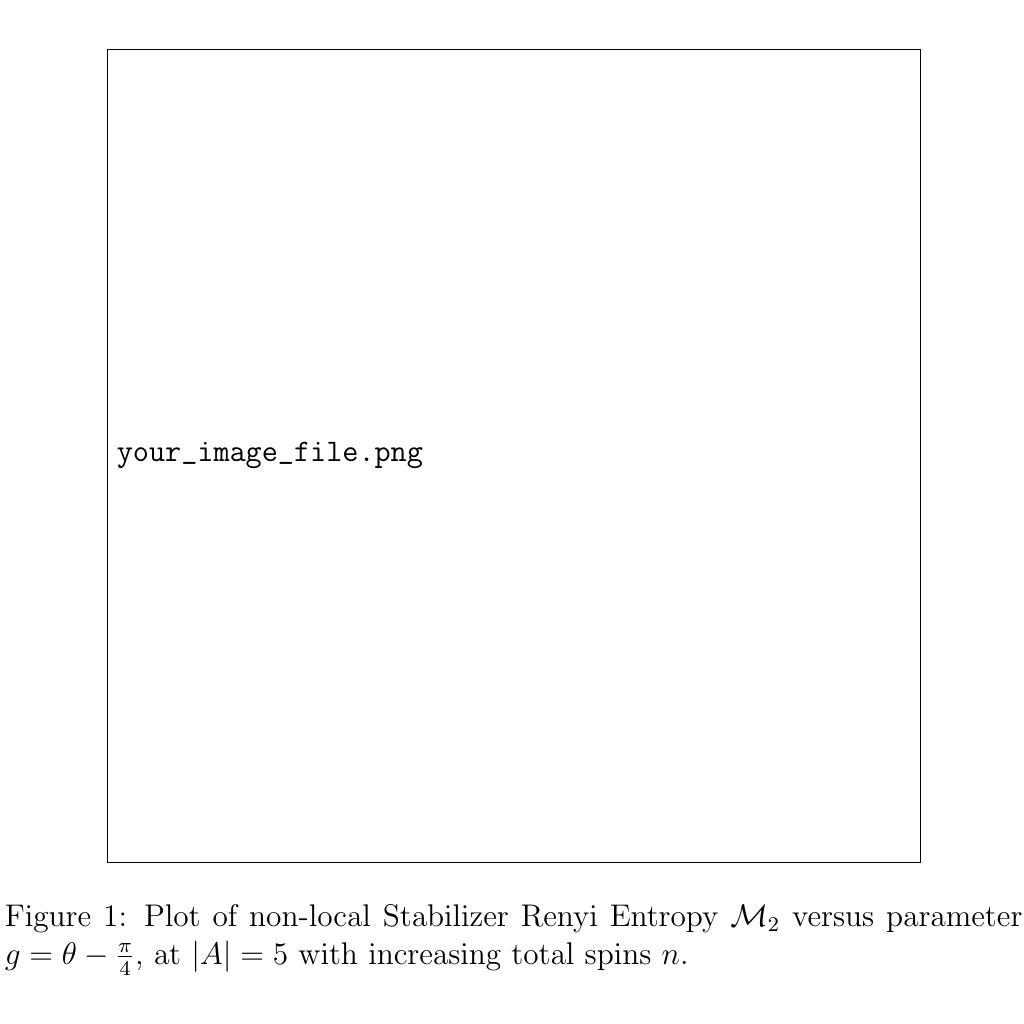 your_image_file.png
Figure 1: Plot of non-local Stabilizer Renyi Entropy $\mathcal{M}_2$ versus parameter
$g = \theta - \frac{\pi}{4}$, at $|A| = 5$ with increasing total spins $n$.